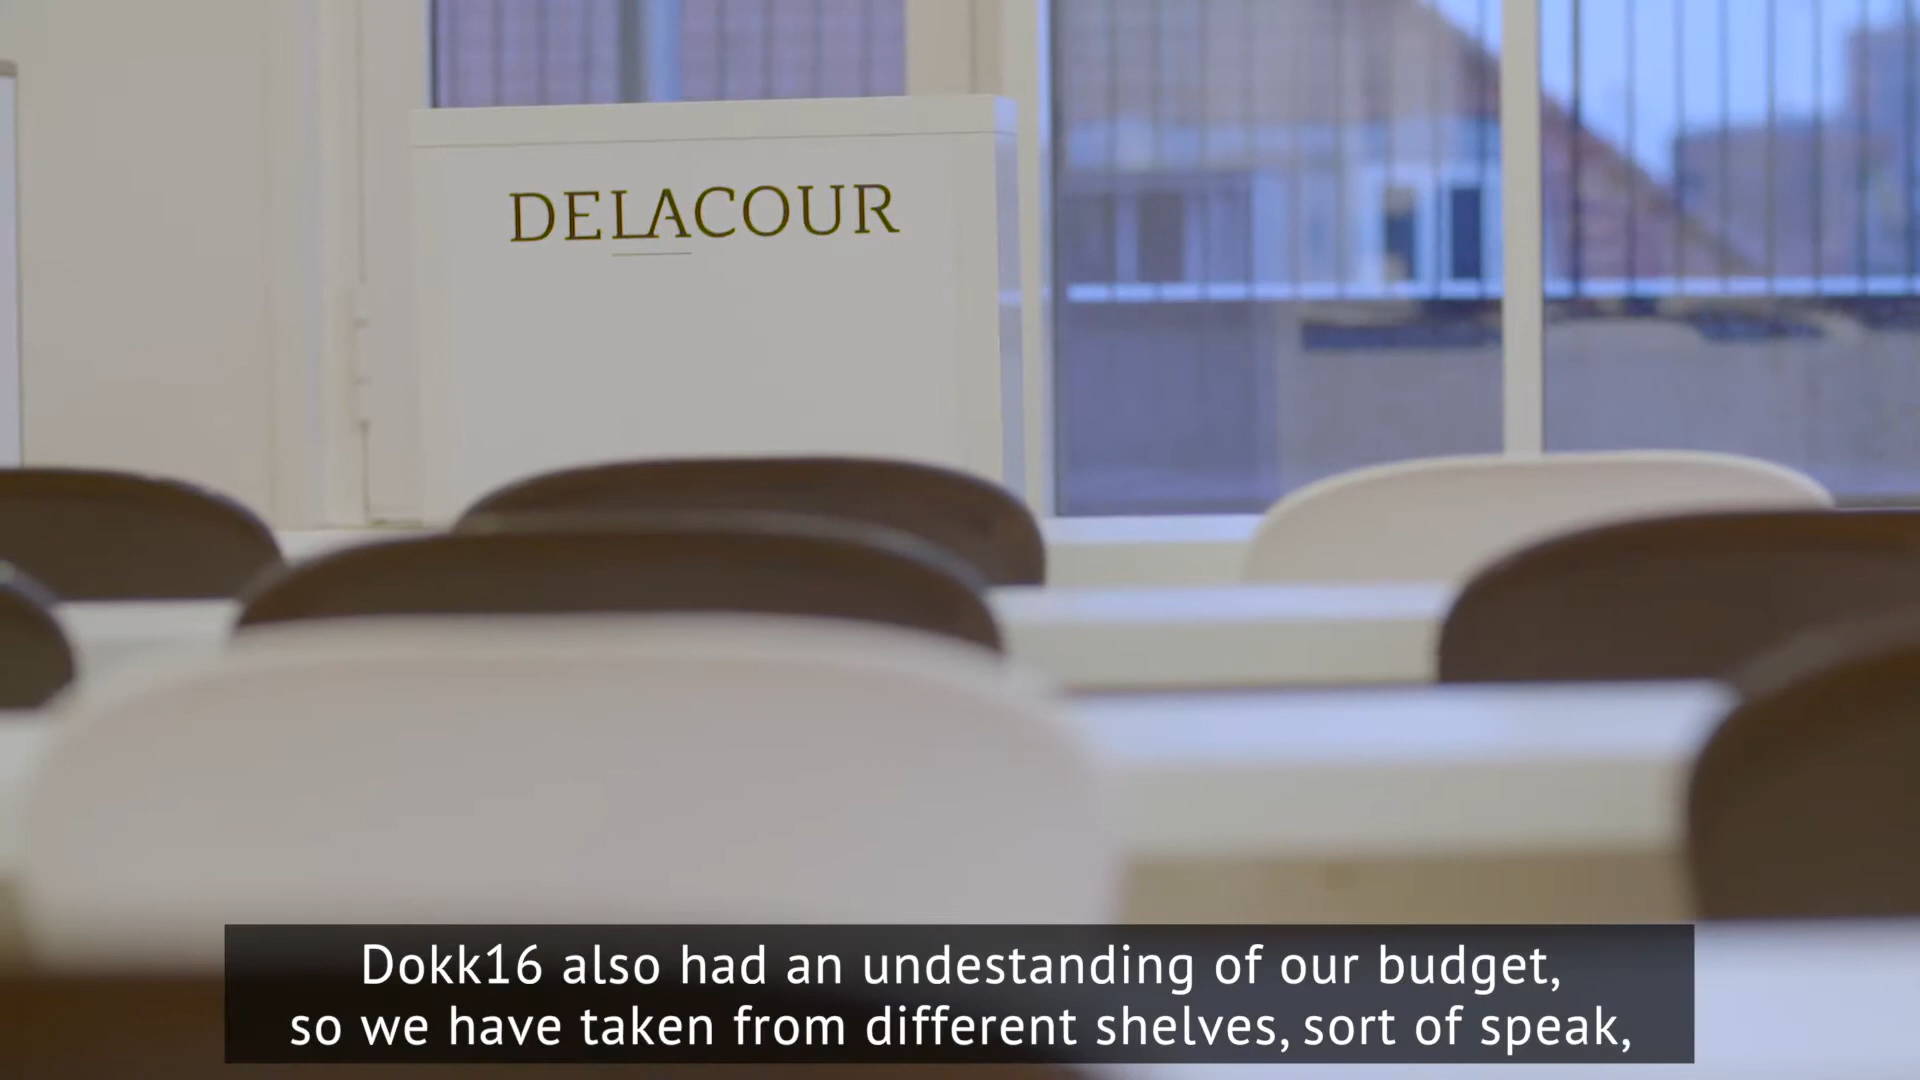 DELACOUR
Dokk16 also had an undestanding of our budget,
so we have taken from different shelves, sort of speak,